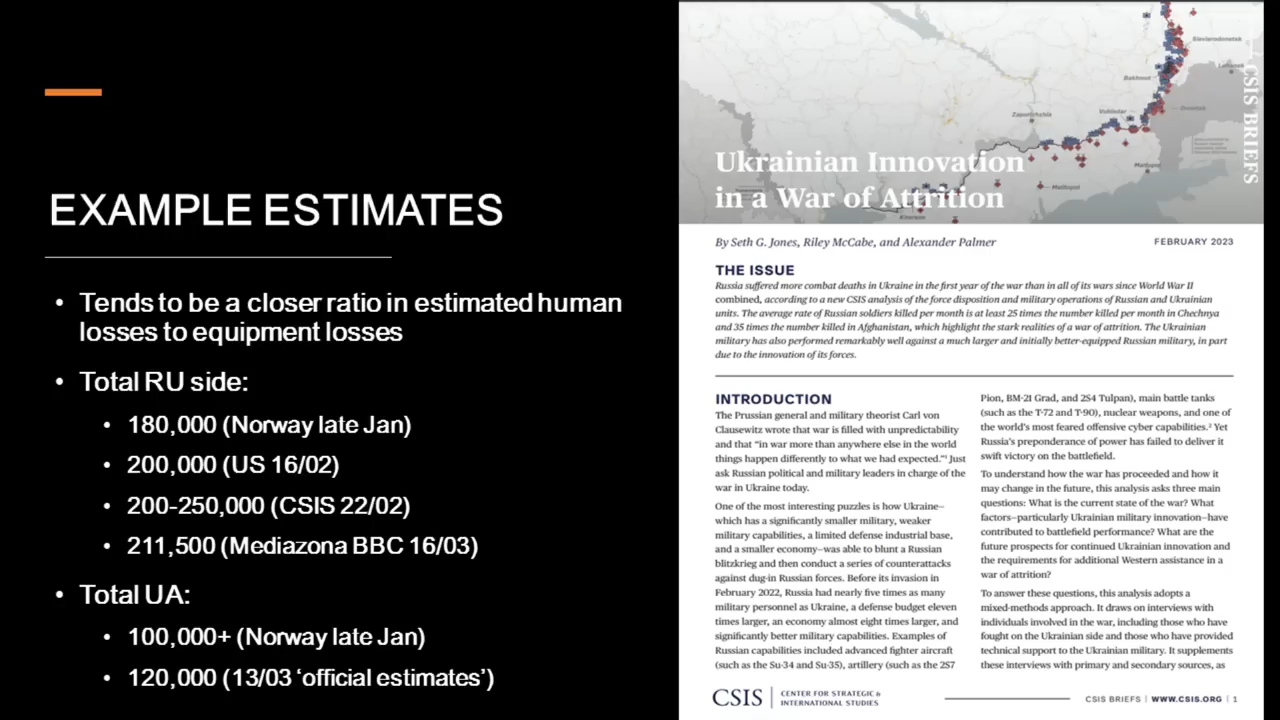 EXAMPLE ESTIMATES
• Tends to be a closer ratio in estimated human
losses to equipment losses
• Total RU side:
• 180,000 (Norway late Jan)
• 200,000 (US 16/02)
• 200-250,000 (CSIS 22/02)
• 211,500 (Mediazona BBC 16/03)
• Total UA:
• 100,000+ (Norway late Jan)
• 120,000 (13/03 ‘official estimates’)
Sievierodonetsk
Luhansk
Bakhmut
Donetsk
Vuhledar
Zaporizhzhia
Mariupol
Melitopol
Kherson
CSIS BRIEFS
Ukrainian Innovation
in a War of Attrition
By Seth G. Jones, Riley McCabe, and Alexander Palmer
FEBRUARY 2023
THE ISSUE
Russia suffered more combat deaths in Ukraine in the first year of the war than in all of its wars since World War II
combined, according to a new CSIS analysis of the force disposition and military operations of Russian and Ukrainian
units. The average rate of Russian soldiers killed per month is at least 25 times the number killed per month in Chechnya
and 35 times the number killed in Afghanistan, which highlight the stark realities of a war of attrition. The Ukrainian
military has also performed remarkably well against a much larger and initially better-equipped Russian military, in part
due to the innovation of its forces.
INTRODUCTION
The Prussian general and military theorist Carl von
Clausewitz wrote that war is filled with unpredictability
and that “in war more than anywhere else in the world
things happen differently to what we had expected.”¹ Just
ask Russian political and military leaders in charge of the
war in Ukraine today.
One of the most interesting puzzles is how Ukraine—
which has a significantly smaller military, weaker
military capabilities, a limited defense industrial base,
and a smaller economy—was able to blunt a Russian
blitzkrieg and then conduct a series of counterattacks
against dug-in Russian forces. Before its invasion in
February 2022, Russia had nearly five times as many
military personnel as Ukraine, a defense budget eleven
times larger, an economy almost eight times larger, and
significantly better military capabilities. Examples of
Russian capabilities included advanced fighter aircraft
(such as the Su-34 and Su-35), artillery (such as the 2S7
Pion, BM-21 Grad, and 2S4 Tulpan), main battle tanks
(such as the T-72 and T-90), nuclear weapons, and one of
the world’s most feared offensive cyber capabilities.² Yet
Russia’s preponderance of power has failed to deliver it
swift victory on the battlefield.
To understand how the war has proceeded and how it
may change in the future, this analysis asks three main
questions: What is the current state of the war? What
factors—particularly Ukrainian military innovation—have
contributed to battlefield performance? What are the
future prospects for continued Ukrainian innovation and
the requirements for additional Western assistance in a
war of attrition?
To answer these questions, this analysis adopts a
mixed-methods approach. It draws on interviews with
individuals involved in the war, including those who have
fought on the Ukrainian side and those who have provided
technical support to the Ukrainian military. It supplements
these interviews with primary and secondary sources, as
CSIS | CENTER FOR STRATEGIC &
INTERNATIONAL STUDIES
CSIS BRIEFS | WWW.CSIS.ORG | 1